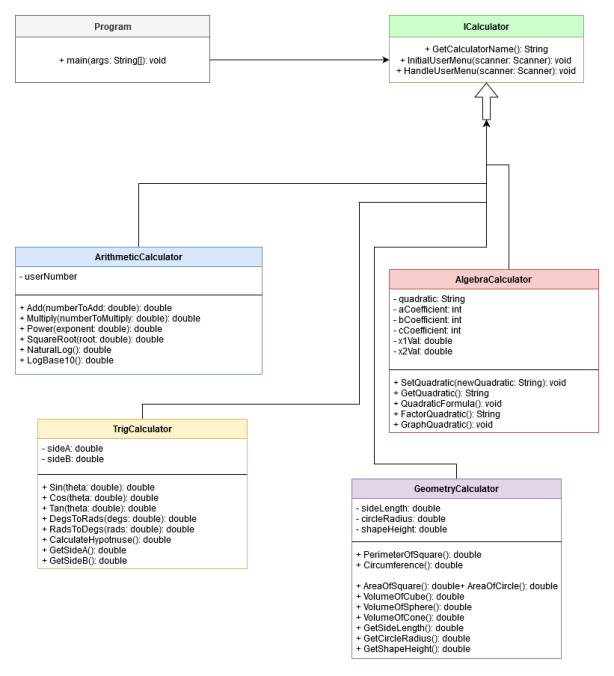 Program
+ main(args: String[]): void
ICalculator
+ GetCalculatorName(): String
+ InitialUserMenu(scanner: Scanner): void
+ HandleUserMenu(scanner: Scanner): void
ArithmeticCalculator
- userNumber
+ Add(numberToAdd: double): double
+ Multiply(numberToMultiply: double): double
+ Power(exponent: double): double
+ SquareRoot(root: double): double
+ NaturalLog(): double
+ LogBase10(): double
AlgebraCalculator
- quadratic: String
- aCoefficient: int
- bCoefficient: int
- cCoefficient: int
- x1Val: double
- x2Val: double
+ SetQuadratic(newQuadratic: String): void
+ GetQuadratic(): String
+ QuadraticFormula(): void
+ FactorQuadratic(): String
+ GraphQuadratic(): void
TrigCalculator
- sideA: double
- sideB: double
+ Sin(theta: double): double
+ Cos(theta: double): double
+ Tan(theta: double): double
+ DegsToRads(degs: double): double
+ RadsToDegs(rads: double): double
+ CalculateHypotnuse(): double
+ GetSideA(): double
+ GetSideB(): double
GeometryCalculator
- sideLength: double
- circleRadius: double
- shapeHeight: double
+ PerimeterOfSquare(): double
+ Circumference(): double
+ AreaOfSquare(): double+ AreaOfCircle(): double
+ VolumeOfCube(): double
+ VolumeOfSphere(): double
+ VolumeOfCone(): double
+ GetSideLength(): double
+ GetCircleRadius(): double
+ GetShapeHeight(): double